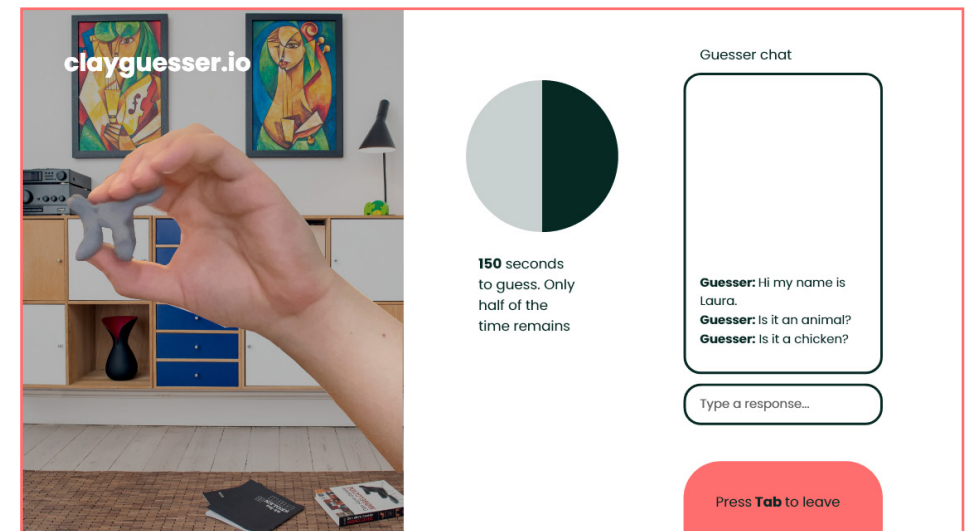 clayguesser.io
Guesser chat
150 seconds
to guess. Only
half of the
time remains
Guesser: Hi my name is
Laura.
Guesser: Is it an animal?
Guesser: Is it a chicken?
Type a response...
Press Tab to leave